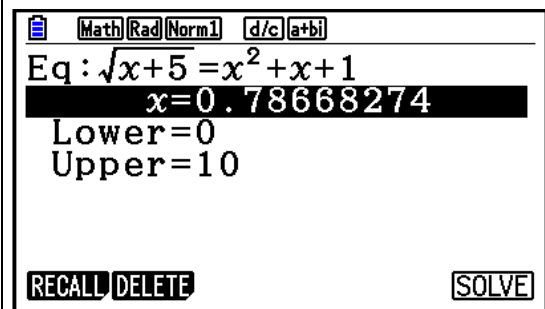 Math Rad Norm1 d/c a+bi
Eq:√x+5=x²+x+1
x=0.78668274
Lower=0
Upper=10
RECALL DELETE SOLVE